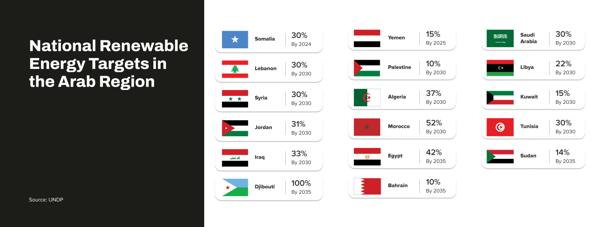 National Renewable
Energy Targets in
the Arab Region
Source: UNDP
Somalia
30%
By 2024
Lebanon
30%
By 2030
Syria
30%
By 2030
Jordan
31%
By 2030
Iraq
33%
By 2030
Djibouti
100%
By 2035
Yemen
15%
By 2025
Palestine
10%
By 2030
Algeria
37%
By 2030
Morocco
52%
By 2030
Egypt
42%
By 2035
Bahrain
10%
By 2035
Saudi
Arabia
30%
By 2030
Libya
22%
By 2030
Kuwait
15%
By 2030
Tunisia
30%
By 2030
Sudan
14%
By 2035